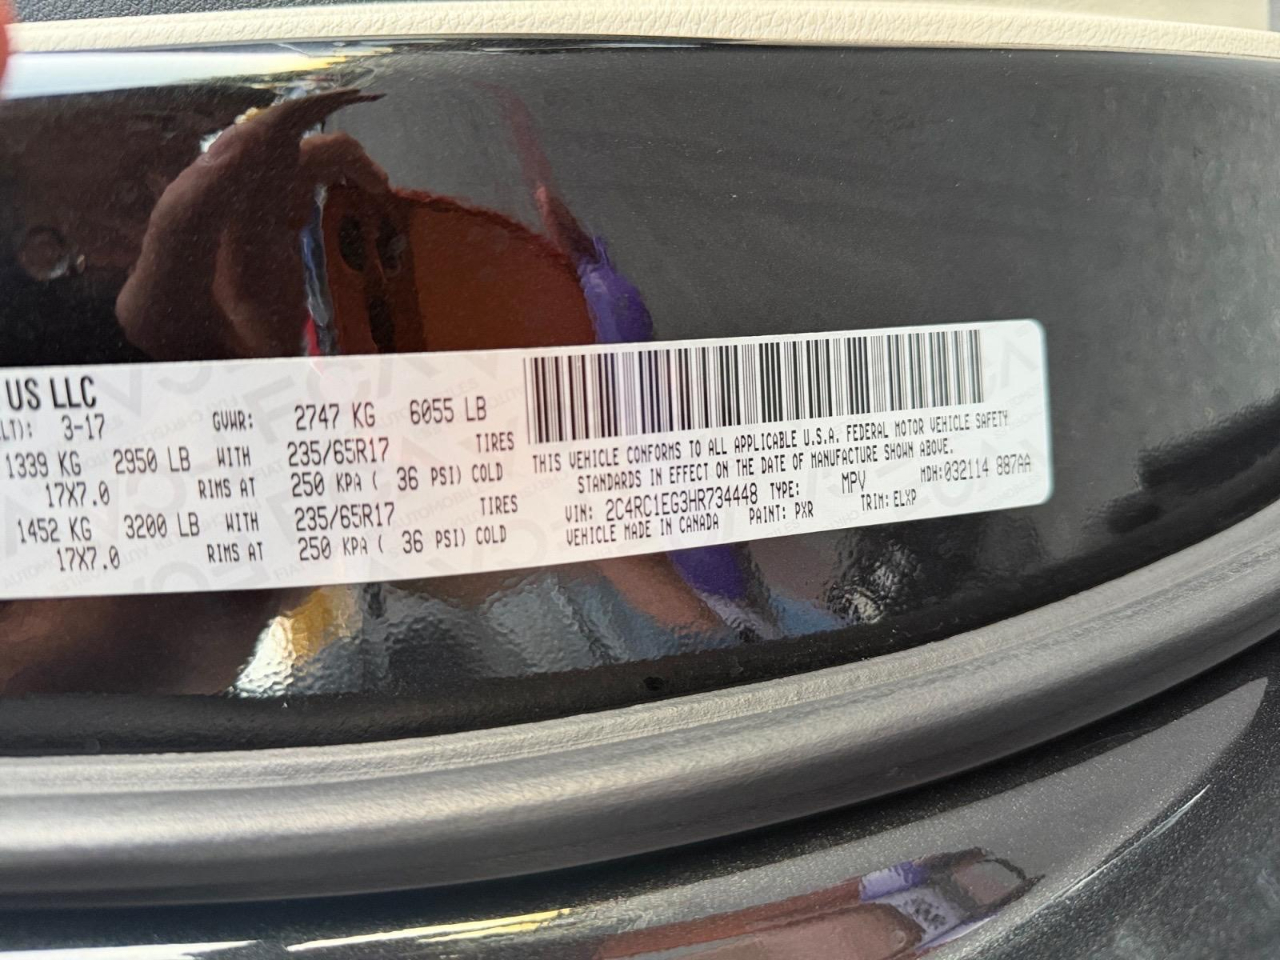 US LLC
LT): 3-17 GVWR: 2747 KG 6055 LB
1339 KG 2950 LB WITH 235/65R17 TIRES
17X7.0 RIMS AT 250 KPA ( 36 PSI) COLD
1452 KG 3200 LB WITH 235/65R17 TIRES
17X7.0 RIMS AT 250 KPA ( 36 PSI) COLD
THIS VEHICLE CONFORMS TO ALL APPLICABLE U.S.A. FEDERAL MOTOR VEHICLE SAFETY
STANDARDS IN EFFECT ON THE DATE OF MANUFACTURE SHOWN ABOVE.
VIN: 2C4RC1EG3HR734448 TYPE: MPV MDH:032114 887AA
VEHICLE MADE IN CANADA PAINT: PXR TRIM: ELXP